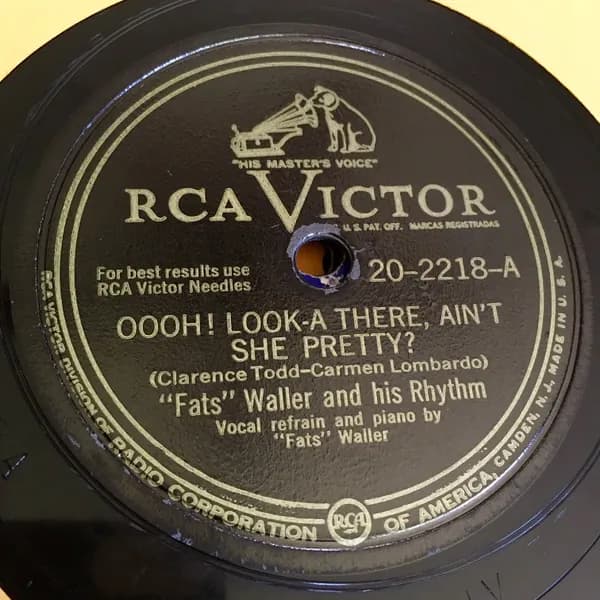 "HIS MASTER'S VOICE"
RCA VICTOR
U. S. PAT. OFF. MARCAS REGISTRADAS
For best results use
RCA Victor Needles
20-2218-A
OOOH! LOOK-A THERE, AIN'T
SHE PRETTY?
(Clarence Todd-Carmen Lombardo)
"Fats" Waller and his Rhythm
Vocal refrain and piano by
"Fats" Waller
RCA VICTOR DIVISION OF RADIO CORPORATION OF AMERICA, CAMDEN, N. J. MADE IN U. S. A.
RCA